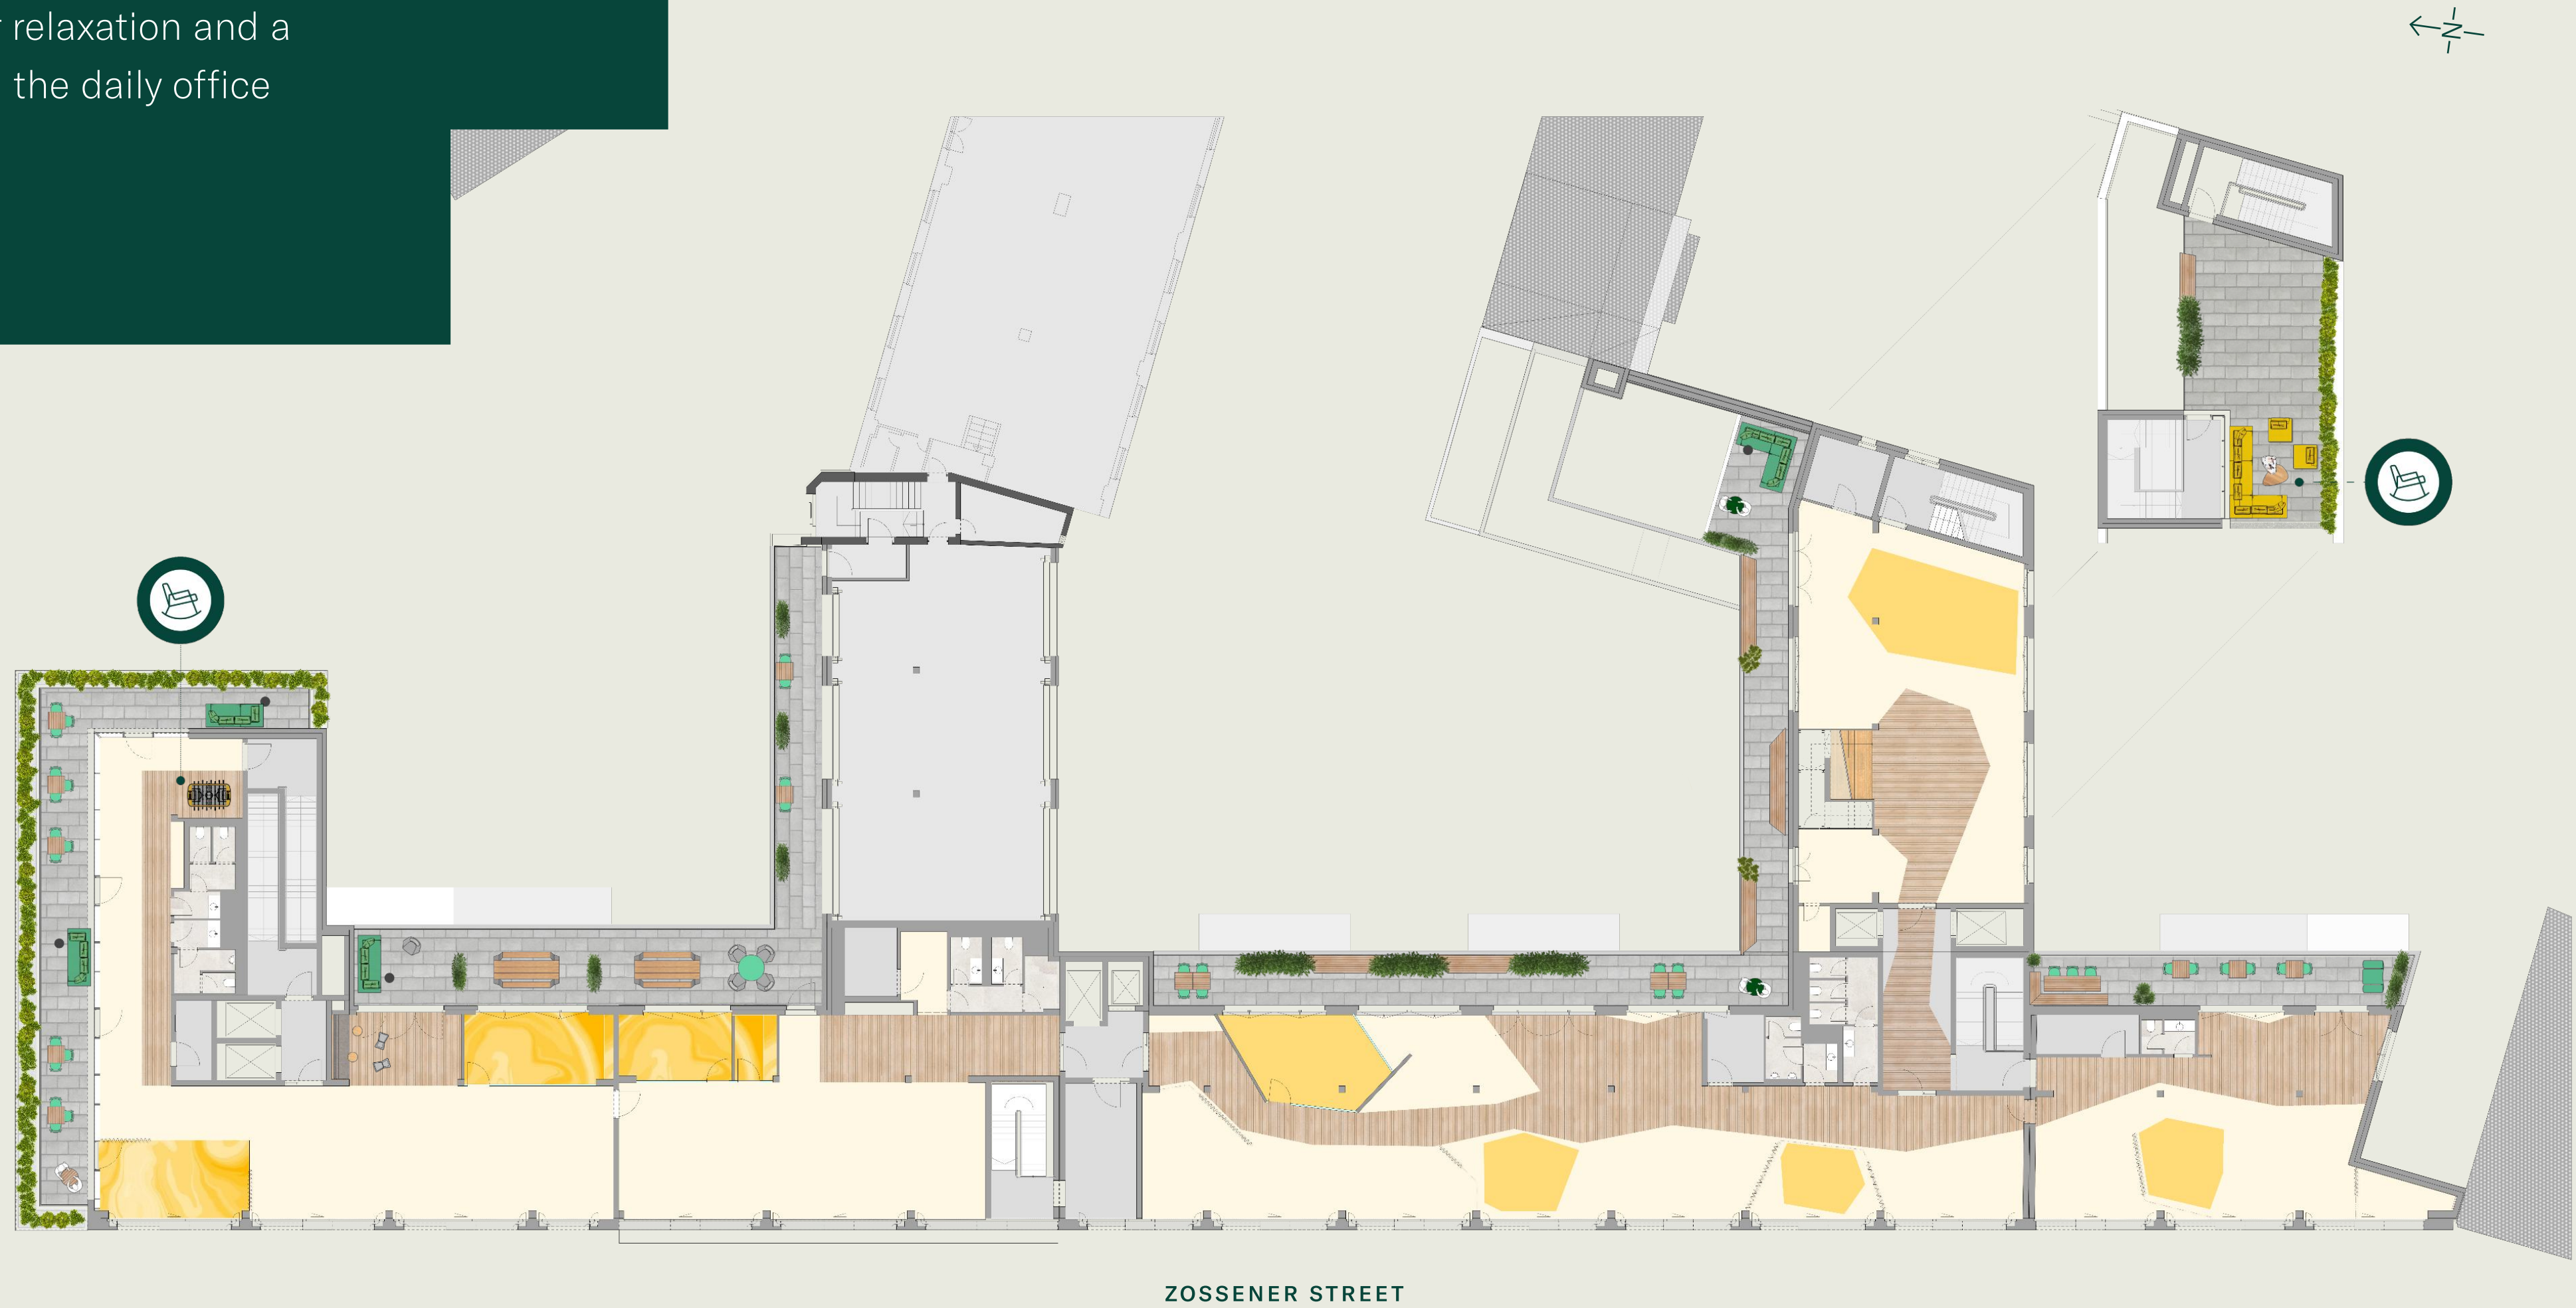 relaxation and a
the daily office
N
ZOSSENER STREET